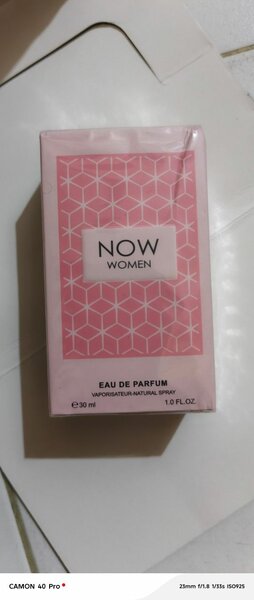 NOW
WOMEN
EAU DE PARFUM
VAPORISATEUR-NATURAL SPRAY
℮30 ml 1.0 FL.OZ.
CAMON 40 Pro
23mm f/1.8 1/33s ISO925